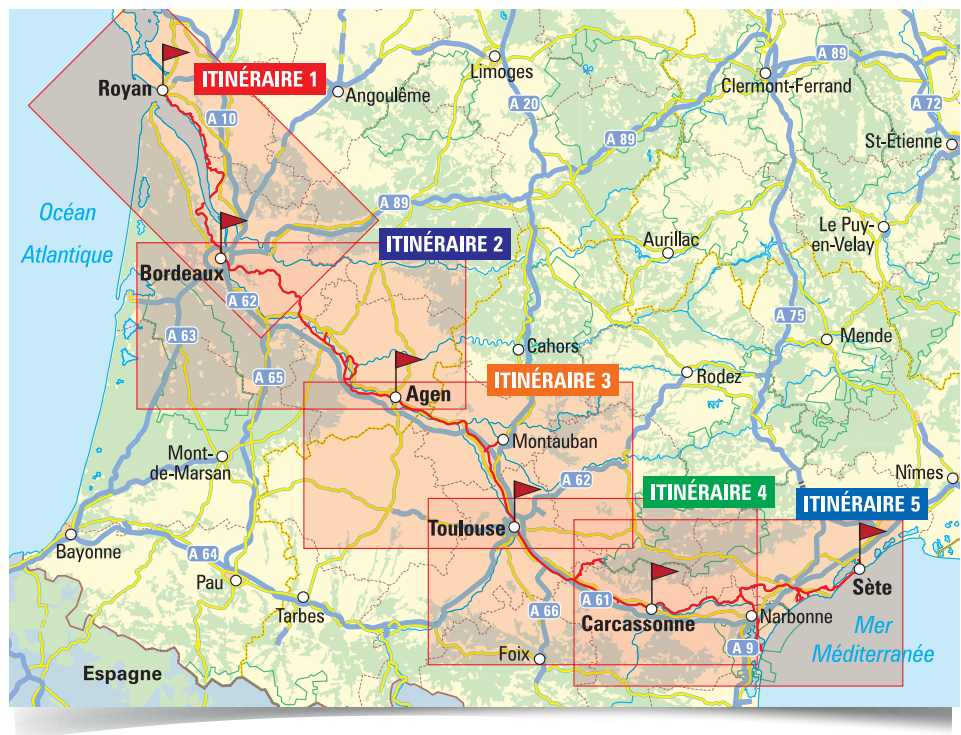 ITINÉRAIRE 1
Royan
Angoulême
Limoges
A 89
Clermont-Ferrand
A 20
A 72
A 10
A 89
St-Étienne
Océan
Atlantique
A 89
ITINÉRAIRE 2
Aurillac
Le Puy-
en-Velay
Bordeaux
A 62
A 63
A 75
Mende
Cahors
A 65
Agen
ITINÉRAIRE 3
Rodez
Mont-
de-Marsan
Montauban
Nîmes
A 62
ITINÉRAIRE 4
ITINÉRAIRE 5
Toulouse
Bayonne
A 64
Pau
Tarbes
A 66
A 61
Carcassonne
Narbonne
Sète
Foix
A 9
Mer
Méditerranée
Espagne